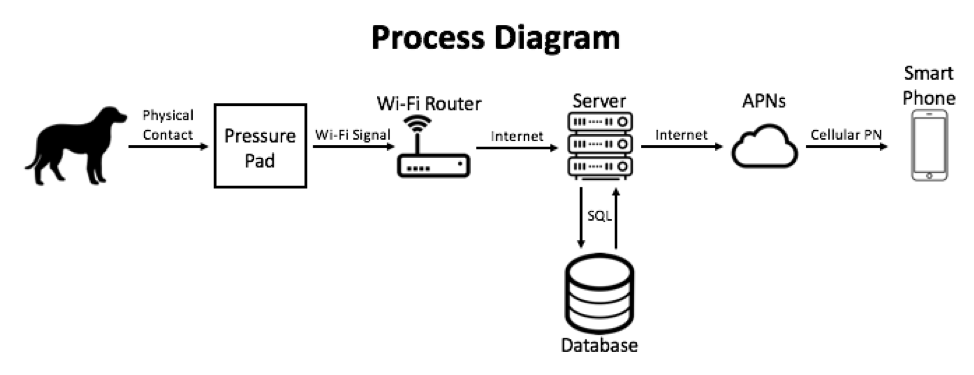 Process Diagram
Physical
Contact
Pressure
Pad
Wi-Fi Signal
Wi-Fi Router
Internet
Server
SQL
Database
Internet
APNs
Cellular PN
Smart
Phone